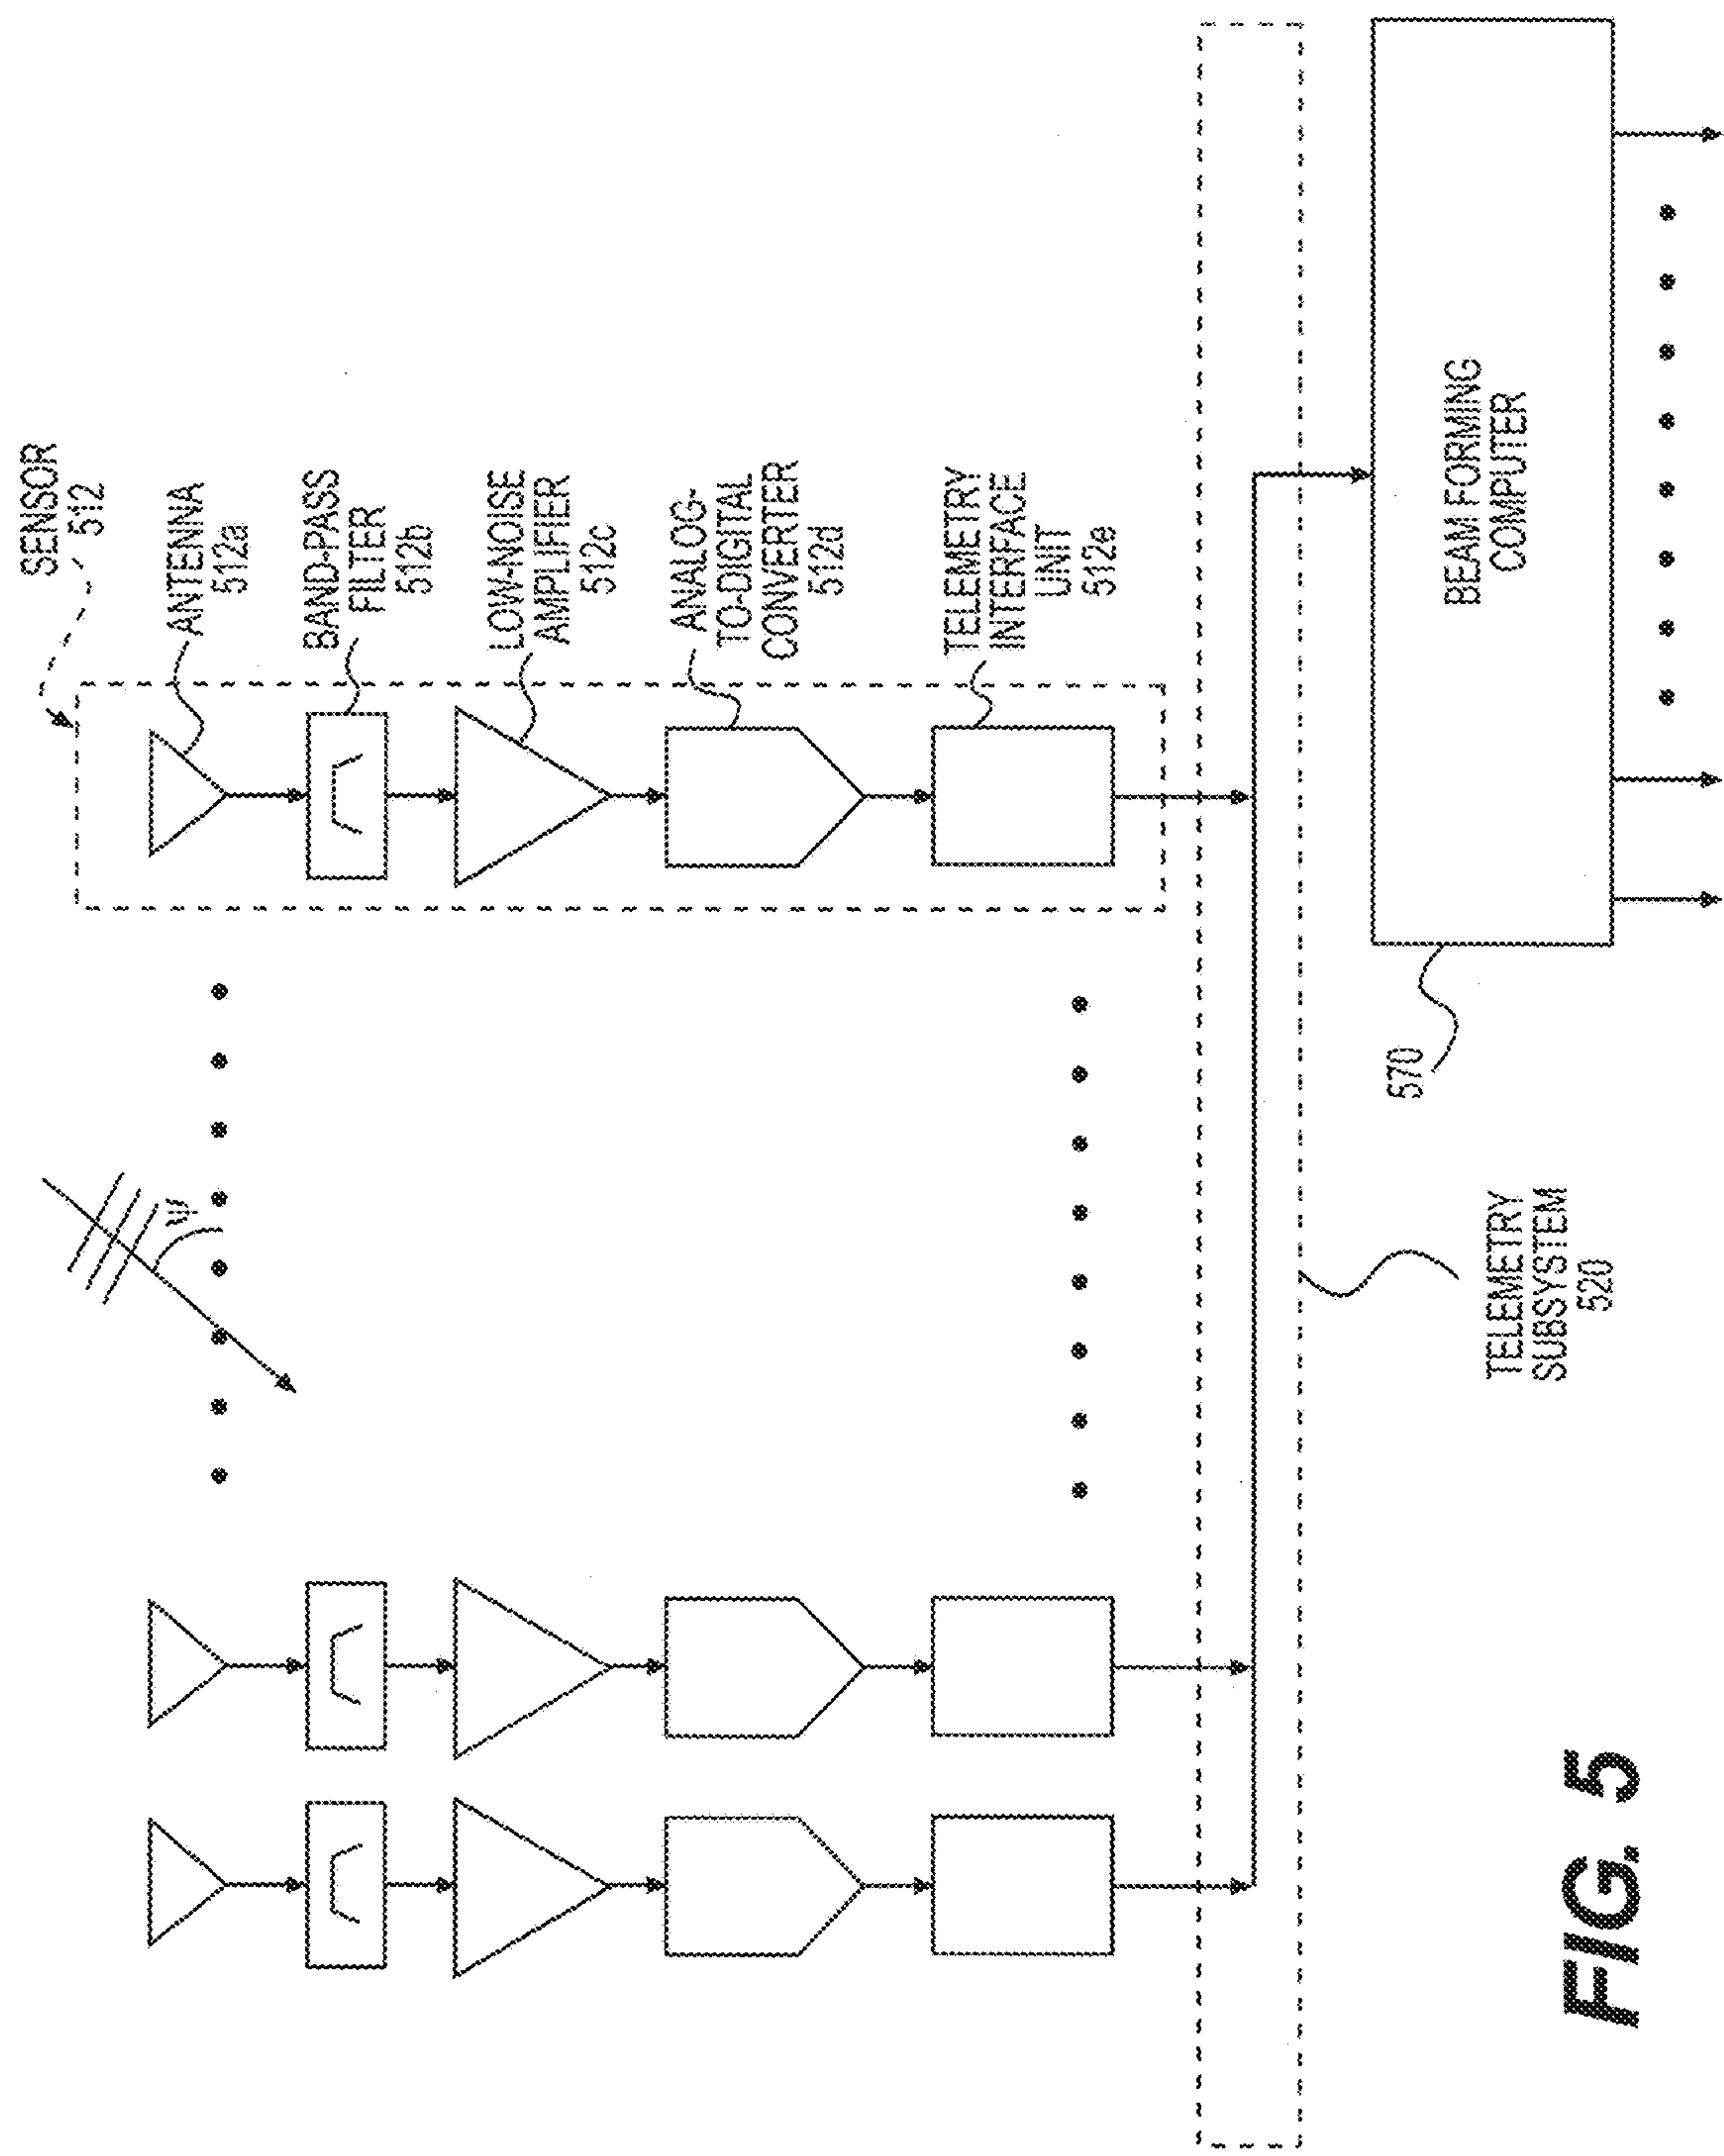 SENSOR
512
ANTENNA
512a
BAND-PASS
FILTER
512b
LOW-NOISE
AMPLIFIER
512c
ANALOG-
TO-DIGITAL
CONVERTER
512d
TELEMETRY
INTERFACE
UNIT
512e
Ψ
BEAM FORMING
COMPUTER
570
TELEMETRY
SUBSYSTEM
520
FIG. 5